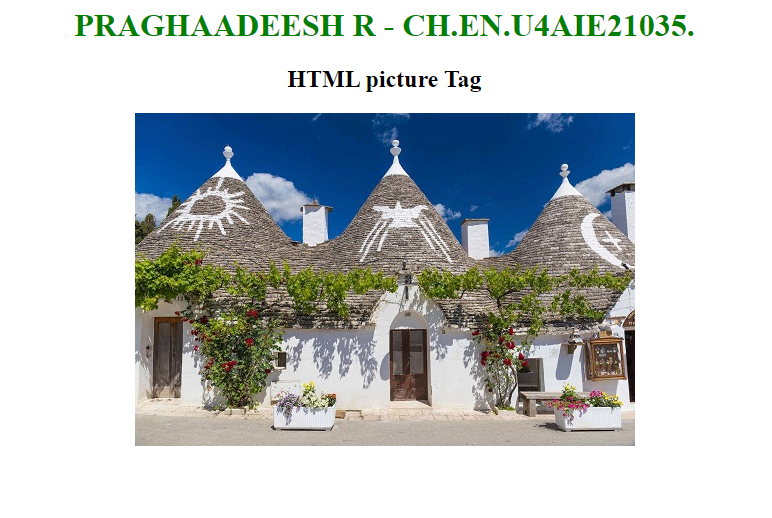 PRAGHAADEESH R - CH.EN.U4AIE21035.
HTML picture Tag